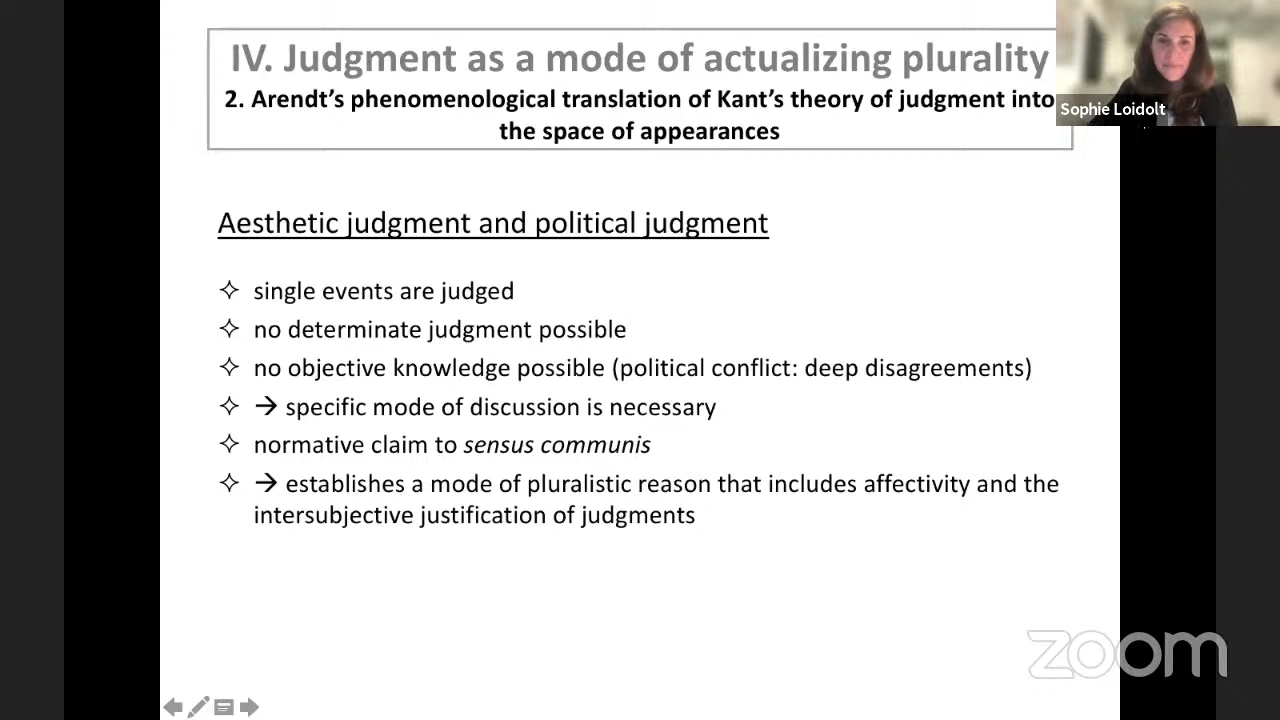 IV. Judgment as a mode of actualizing plurality
2. Arendt's phenomenological translation of Kant's theory of judgment into
the space of appearances
Sophie Loidolt
Aesthetic judgment and political judgment
✧ single events are judged
✧ no determinate judgment possible
✧ no objective knowledge possible (political conflict: deep disagreements)
✧ → specific mode of discussion is necessary
✧ normative claim to sensus communis
✧ → establishes a mode of pluralistic reason that includes affectivity and the
intersubjective justification of judgments
zoom